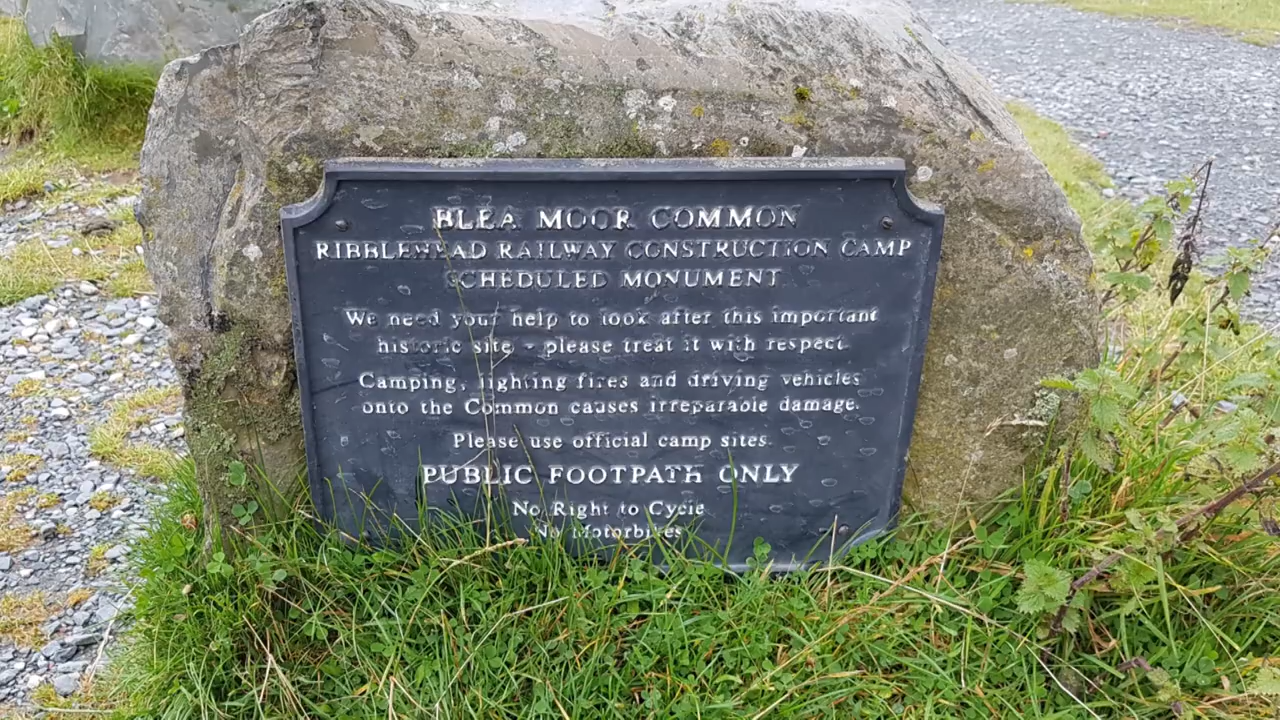 BLEA MOOR COMMON
RIBBLEHEAD RAILWAY CONSTRUCTION CAMP
SCHEDULED MONUMENT
We need your help to look after this important
historic site - please treat it with respect.
Camping, lighting fires and driving vehicles
onto the Common causes irreparable damage.
Please use official camp sites.
PUBLIC FOOTPATH ONLY
No Right to Cycle
No Motorbikes